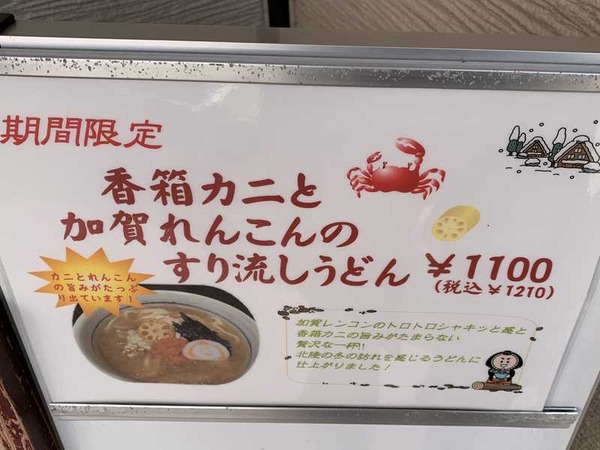 期間限定
香箱カニと
加賀れんこんの
すり流しうどん
￥1100
(税込￥1210)
カニとれんこん
の旨みがたっぷ
り出ています!
加賀レンコンのトロトロシャキッと感と
香箱カニの旨みがたまらない
贅沢な一杯!
北陸の冬の訪れを感じるうどんに
仕上がりました!